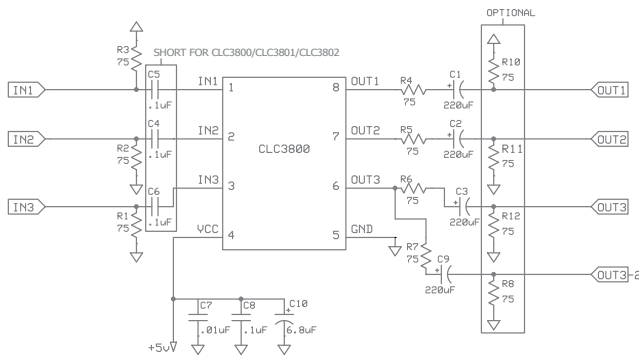 OPTIONAL
R3
75
SHORT FOR CLC3800/CLC3801/CLC3802
R10
75
C5
IN1
.1uF
IN1
1
8
OUT1
R4
75
C1
220uF
OUT1
IN2
R2
75
C4
.1uF
IN2
2
CLC3800
7
OUT2
R5
75
C2
220uF
R11
75
OUT2
IN3
R1
75
C6
.1uF
IN3
3
6
OUT3
R6
75
C3
220uF
R12
75
OUT3
VCC
4
5
GND
R7
75
C9
220uF
R8
75
OUT3-2
C7
.01uF
C8
.1uF
C10
6.8uF
+5v